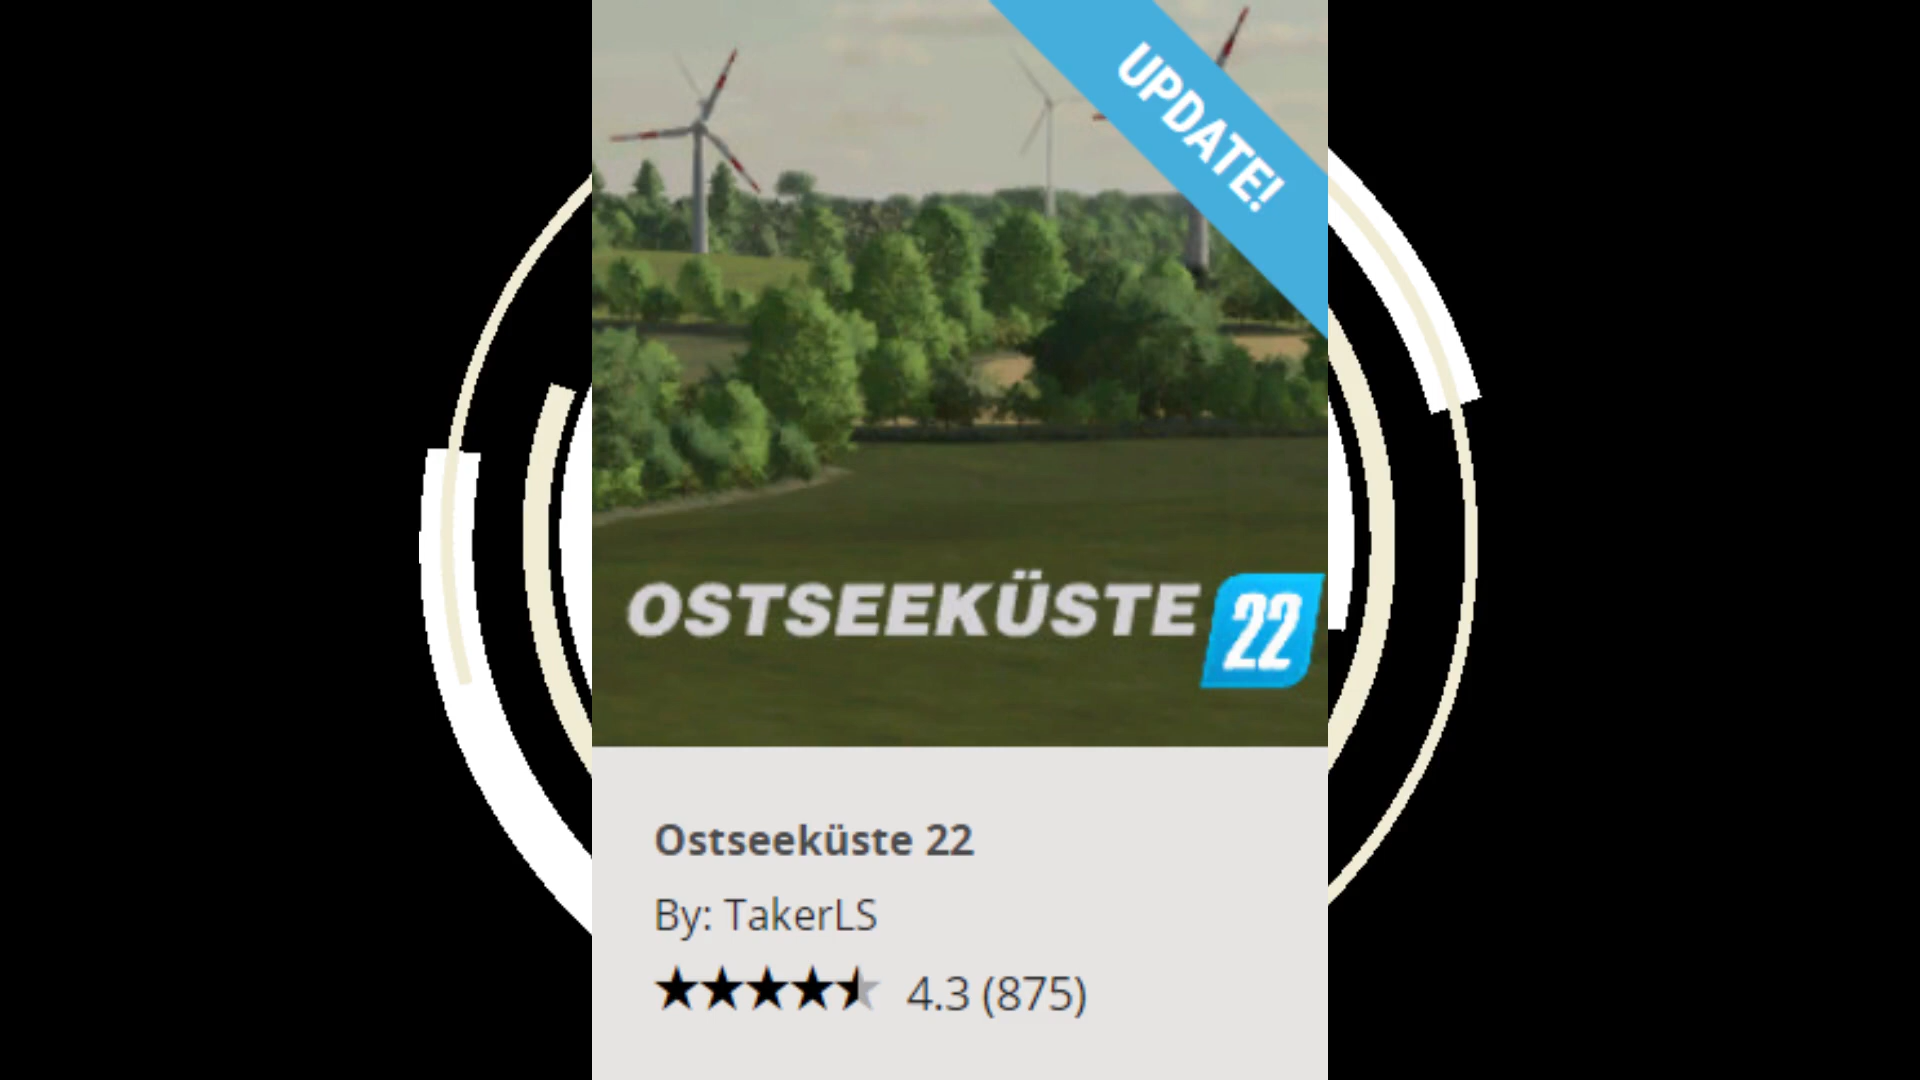 UPDATE!
OSTSEEKÜSTE 22
Ostseeküste 22
By: TakerLS
4.3 (875)